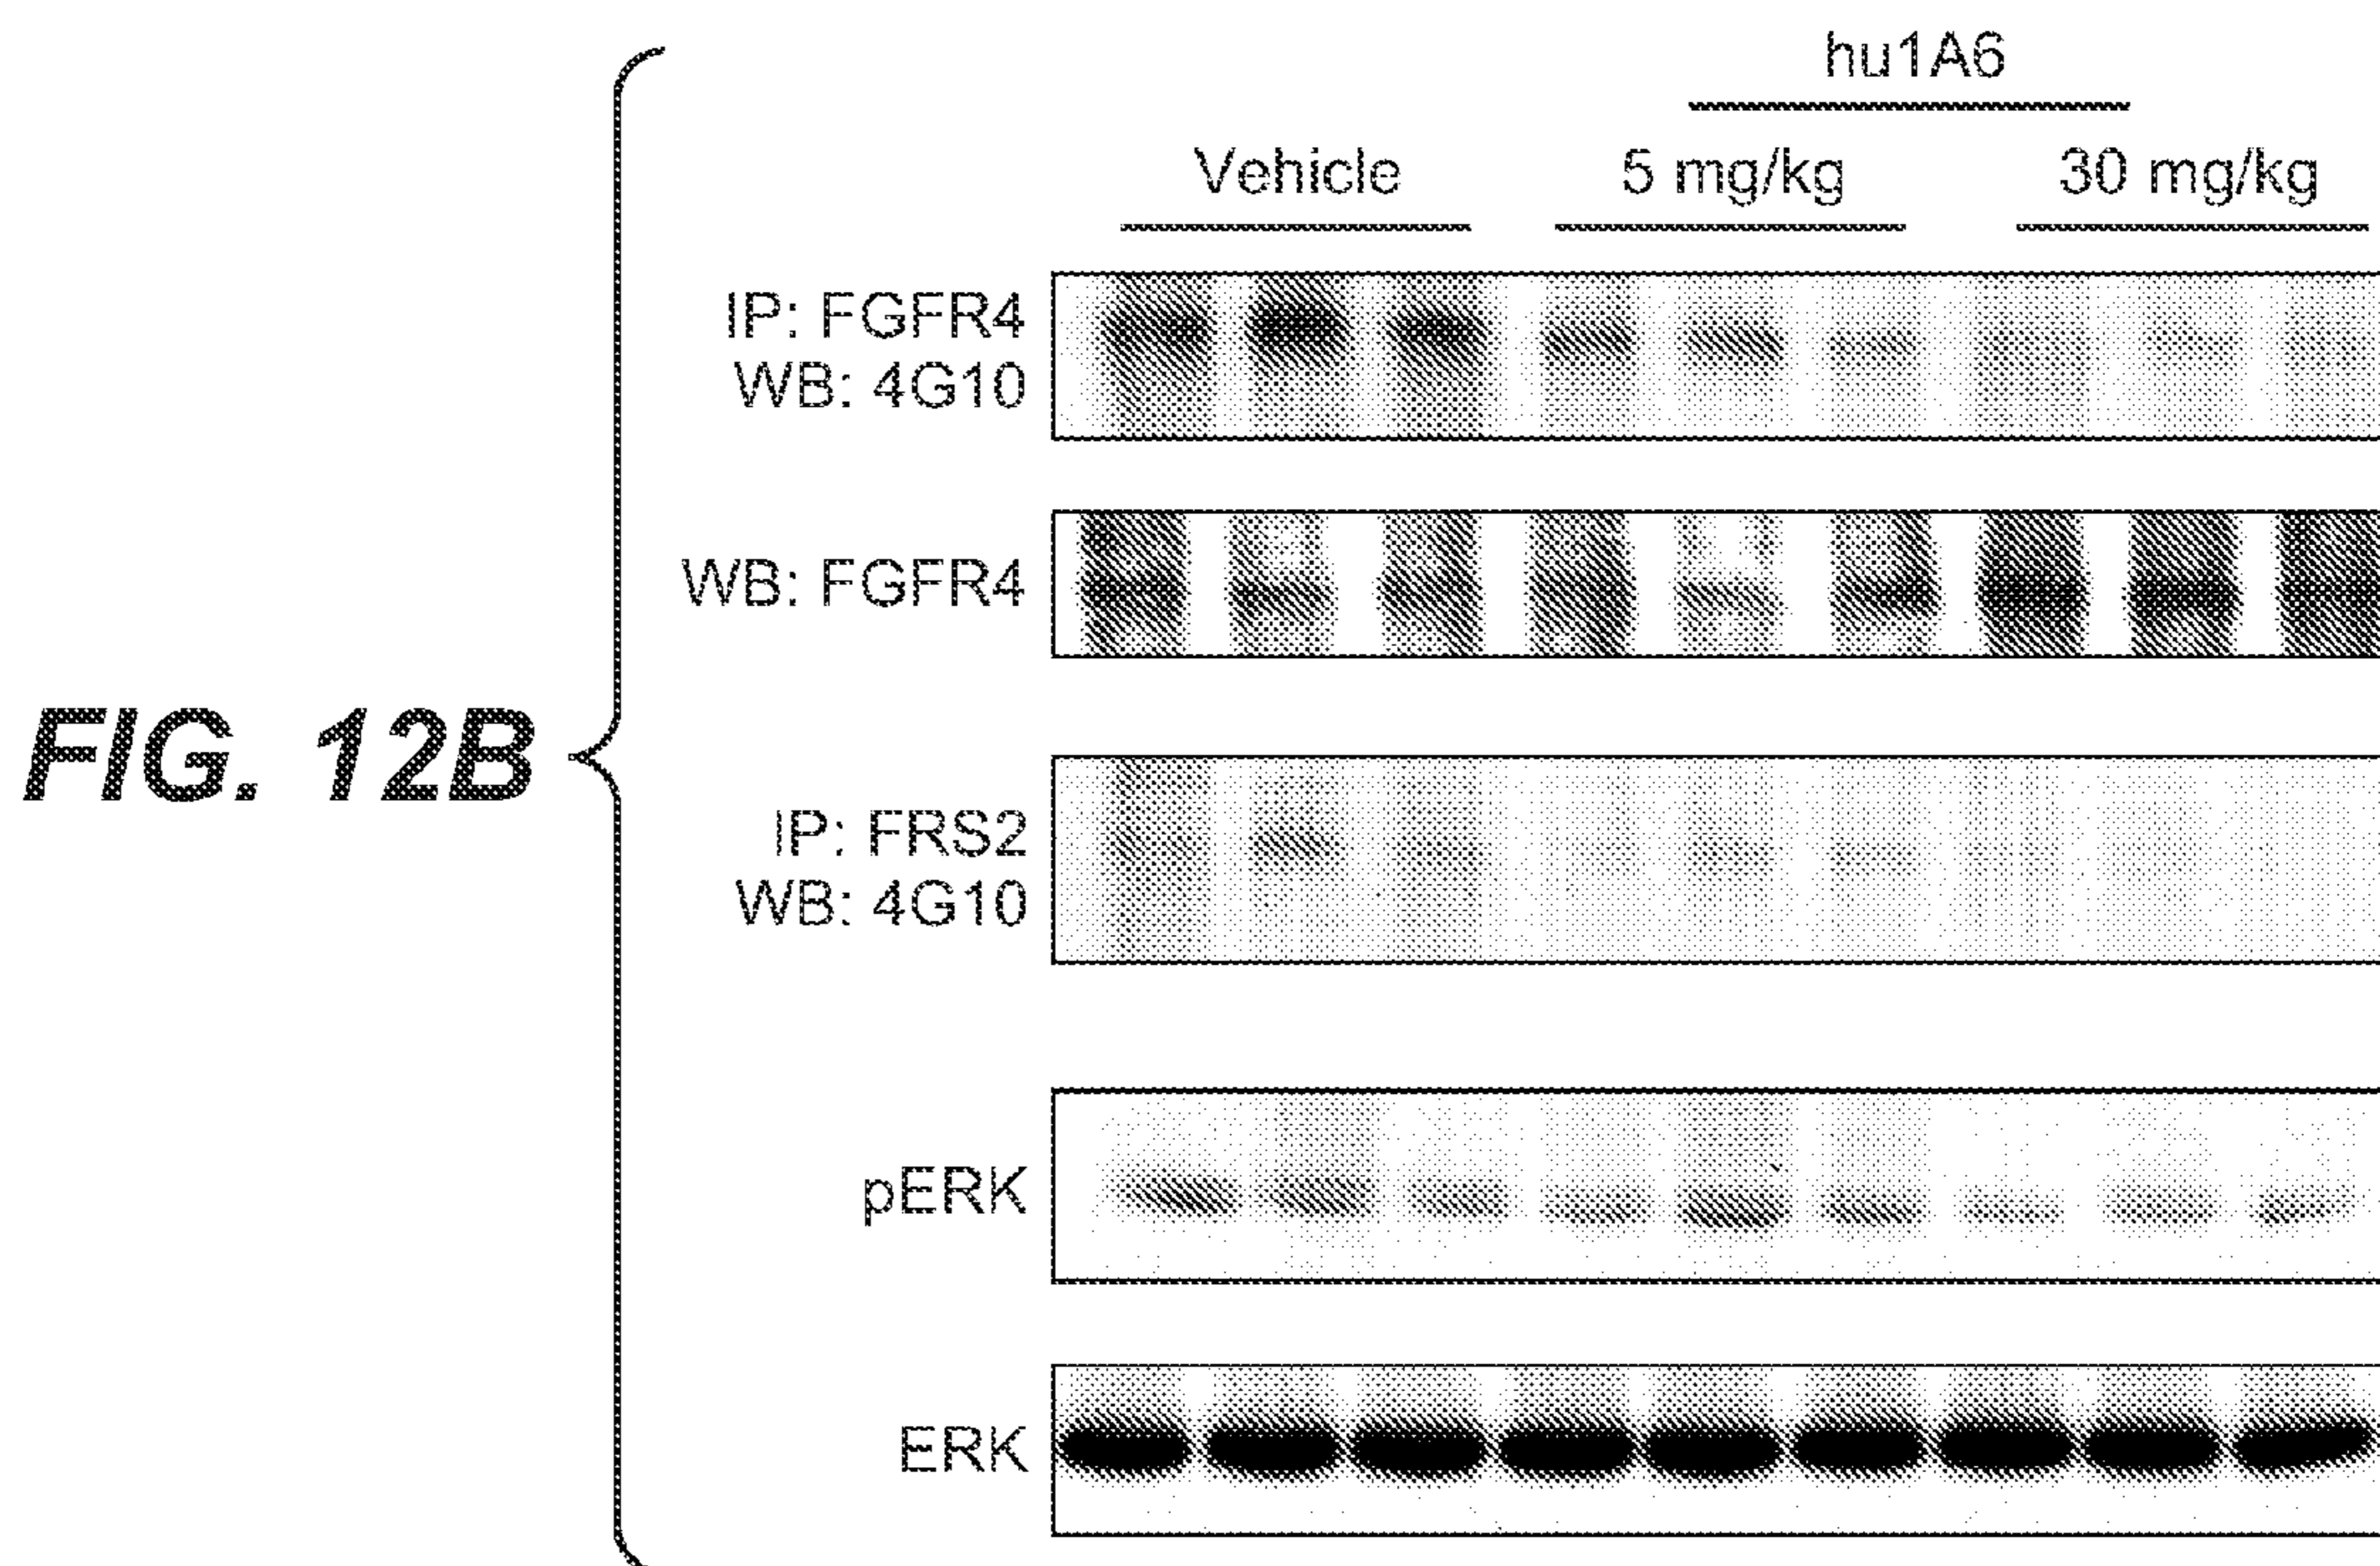 hu1A6
Vehicle 5 mg/kg 30 mg/kg
IP: FGFR4
WB: 4G10
WB: FGFR4
FIG. 12B
IP: FRS2
WB: 4G10
pERK
ERK